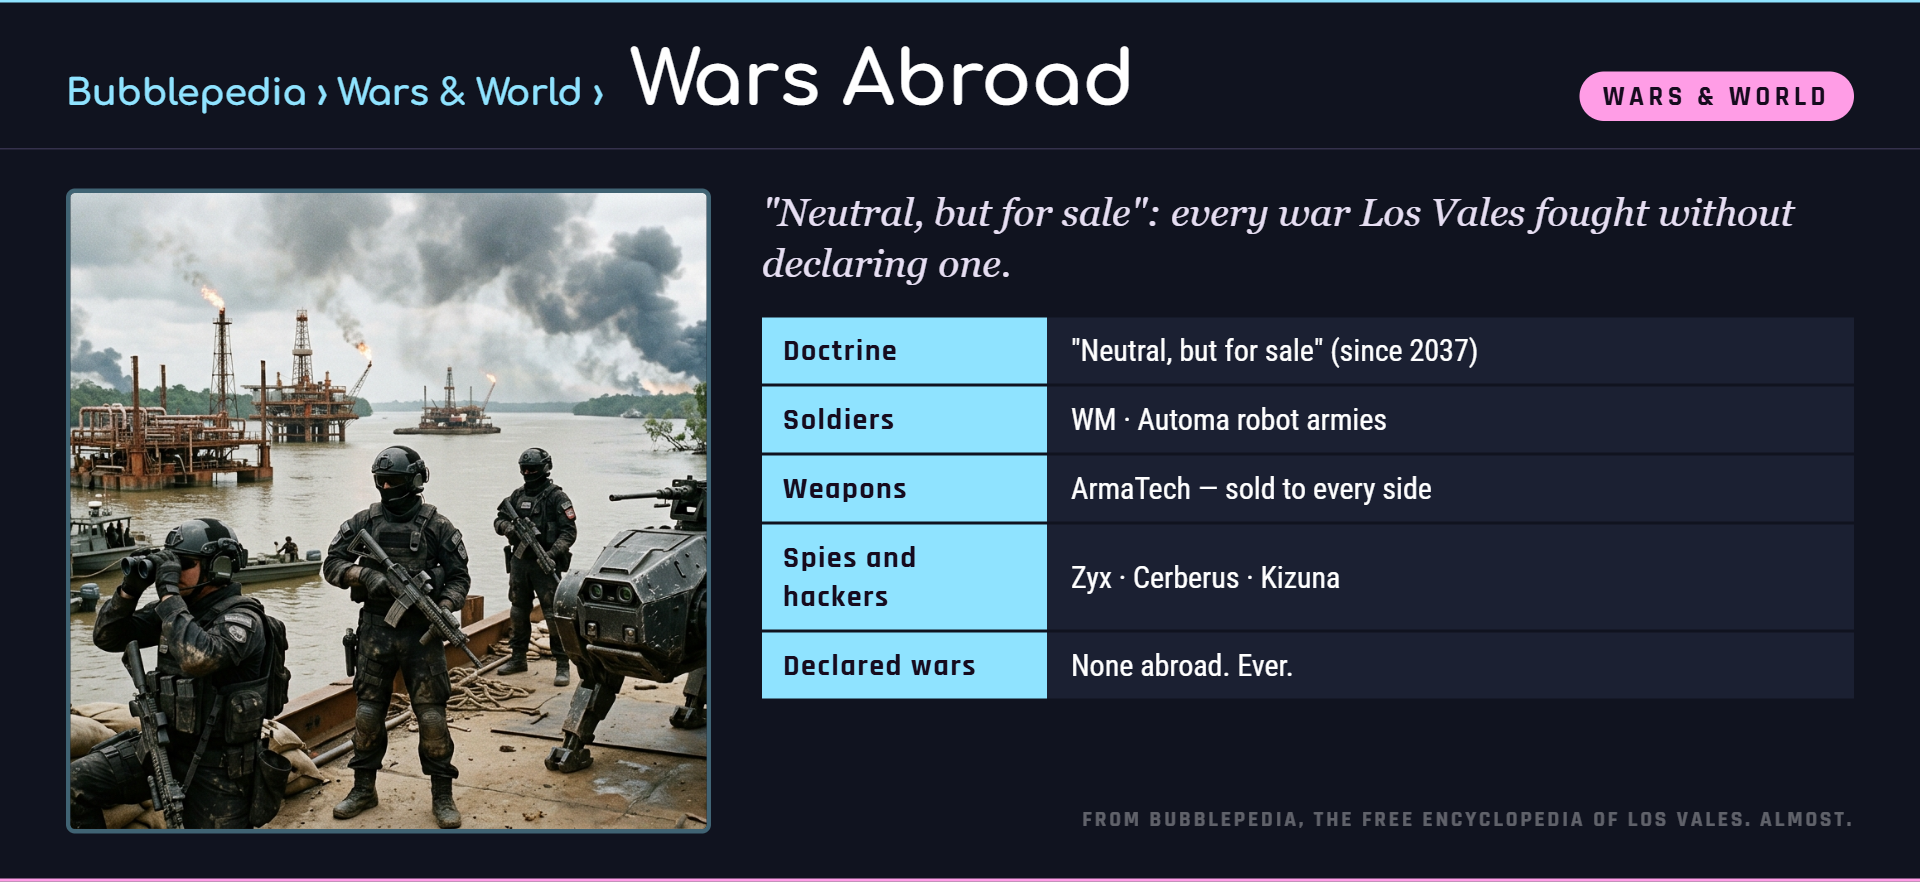 Bubblepedia › Wars & World › Wars Abroad
WARS & WORLD
"Neutral, but for sale": every war Los Vales fought without
declaring one.
Doctrine
"Neutral, but for sale" (since 2037)
Soldiers
WM · Automa robot armies
Weapons
ArmaTech — sold to every side
Spies and
hackers
Zyx · Cerberus · Kizuna
Declared wars
None abroad. Ever.
FROM BUBBLEPEDIA, THE FREE ENCYCLOPEDIA OF LOS VALES. ALMOST.